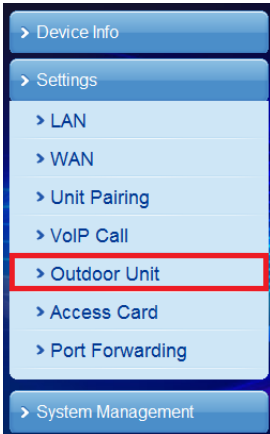 > Device Info
> Settings
> LAN
> WAN
> Unit Pairing
> VoIP Call
> Outdoor Unit
> Access Card
> Port Forwarding
> System Management